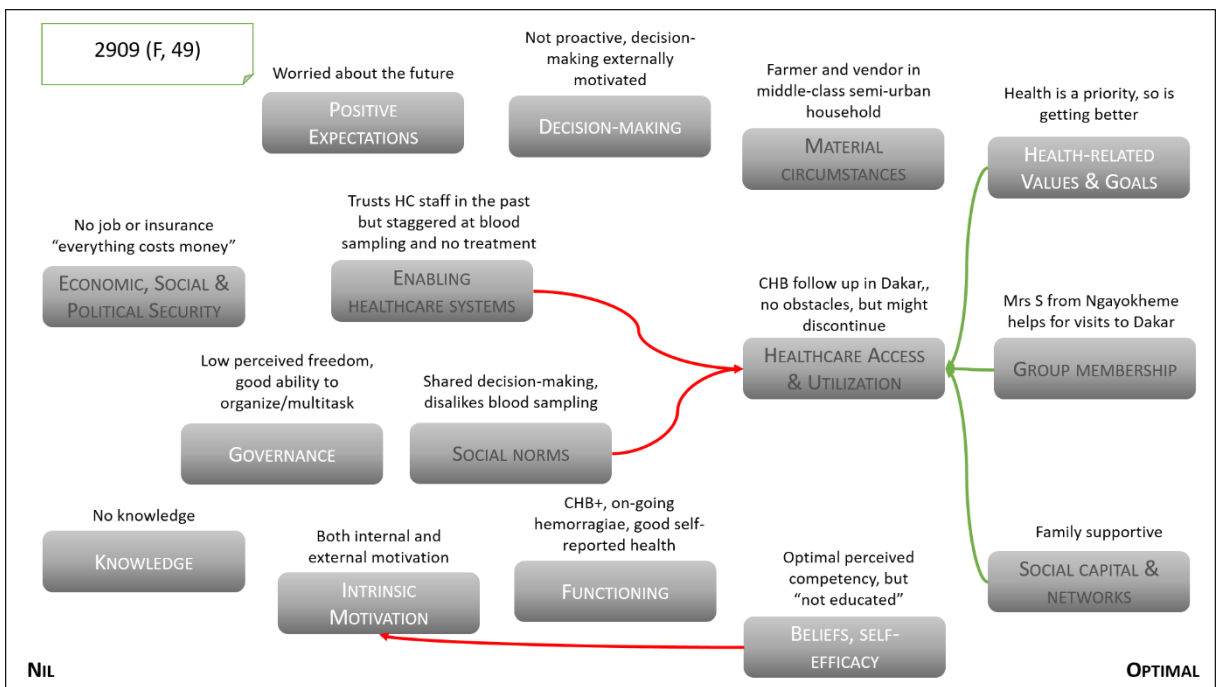 2909 (F, 49)
Worried about the future
POSITIVE
EXPECTATIONS
Not proactive, decision-
making externally
motivated
DECISION-MAKING
Farmer and vendor in
middle-class semi-urban
household
MATERIAL
CIRCUMSTANCES
Health is a priority, so is
getting better
HEALTH-RELATED
VALUES & GOALS
No job or insurance
“everything costs money”
ECONOMIC, SOCIAL &
POLITICAL SECURITY
Trusts HC staff in the past
but staggered at blood
sampling and no treatment
ENABLING
HEALTHCARE SYSTEMS
CHB follow up in Dakar,,
no obstacles, but might
discontinue
HEALTHCARE ACCESS
& UTILIZATION
Mrs S from Ngayokheme
helps for visits to Dakar
GROUP MEMBERSHIP
Low perceived freedom,
good ability to
organize/multitask
GOVERNANCE
Shared decision-making,
dislikes blood sampling
SOCIAL NORMS
No knowledge
KNOWLEDGE
Both internal and
external motivation
INTRINSIC
MOTIVATION
CHB+, on-going
hemorragiae, good self-
reported health
FUNCTIONING
Optimal perceived
competency, but
“not educated”
BELIEFS, SELF-
EFFICACY
Family supportive
SOCIAL CAPITAL &
NETWORKS
NIL
OPTIMAL